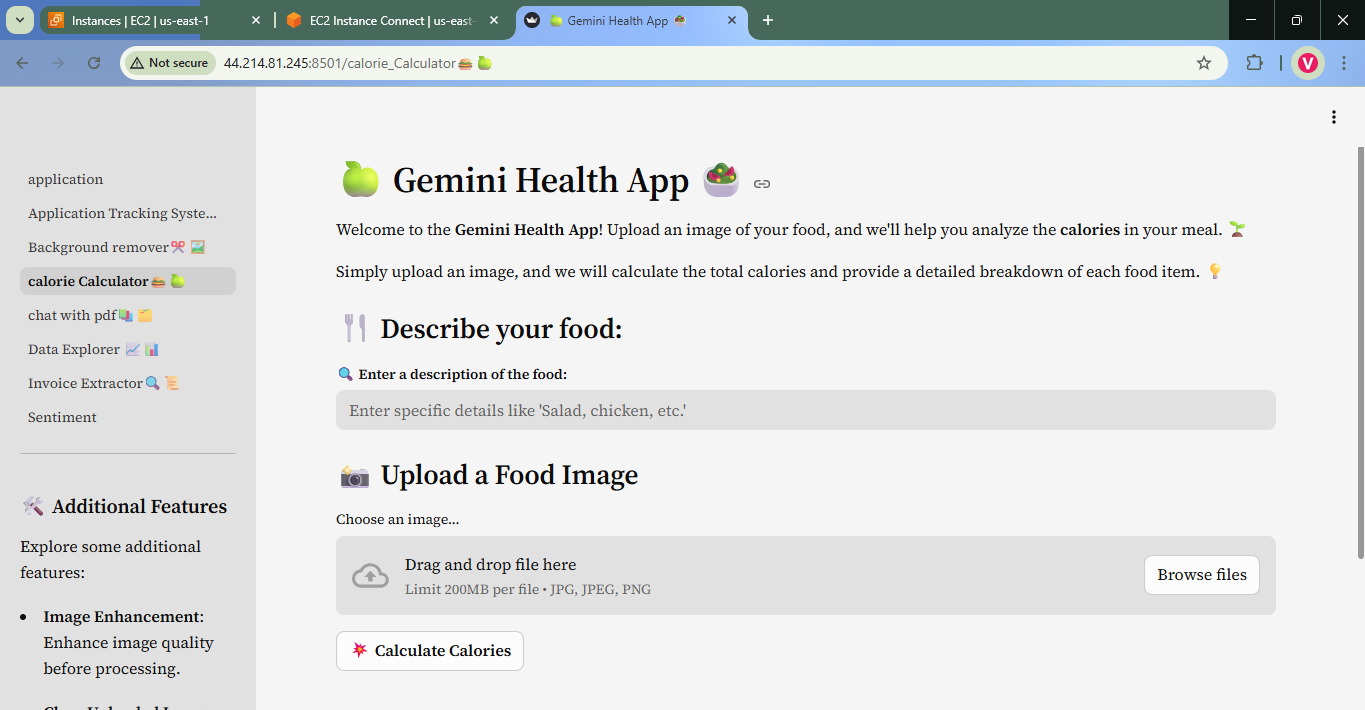 Instances | EC2 | us-east-1
EC2 Instance Connect | us-east-
🍏 Gemini Health App 🥗
Not secure
44.214.81.245:8501/calorie_Calculator🍔🍏
V
application
Application Tracking Syste...
Background remover✂️ 🖼️
calorie Calculator🍔🍏
chat with pdf📚 🗂️
Data Explorer 📈 📊
Invoice Extractor🔍 📜
Sentiment
🛠️ Additional Features
Explore some additional
features:
• Image Enhancement:
Enhance image quality
before processing.
🍏 Gemini Health App 🥗
Welcome to the Gemini Health App! Upload an image of your food, and we'll help you analyze the calories in your meal. 🌱
Simply upload an image, and we will calculate the total calories and provide a detailed breakdown of each food item. 💡
🍴 Describe your food:
🔍 Enter a description of the food:
Enter specific details like 'Salad, chicken, etc.'
📸 Upload a Food Image
Choose an image...
Drag and drop file here
Limit 200MB per file • JPG, JPEG, PNG
Browse files
💥 Calculate Calories